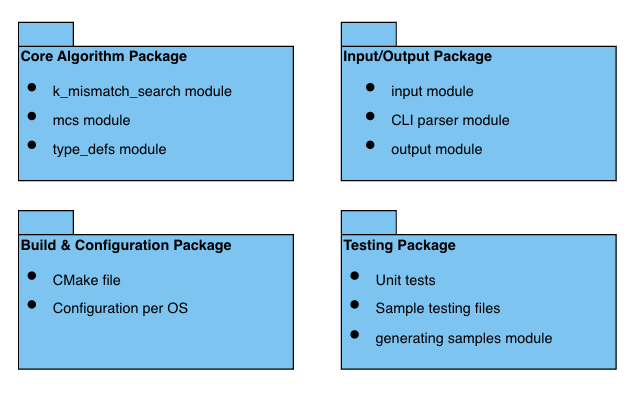 Core Algorithm Package
● k_mismatch_search module
● mcs module
● type_defs module
Input/Output Package
● input module
● CLI parser module
● output module
Build & Configuration Package
● CMake file
● Configuration per OS
Testing Package
● Unit tests
● Sample testing files
● generating samples module